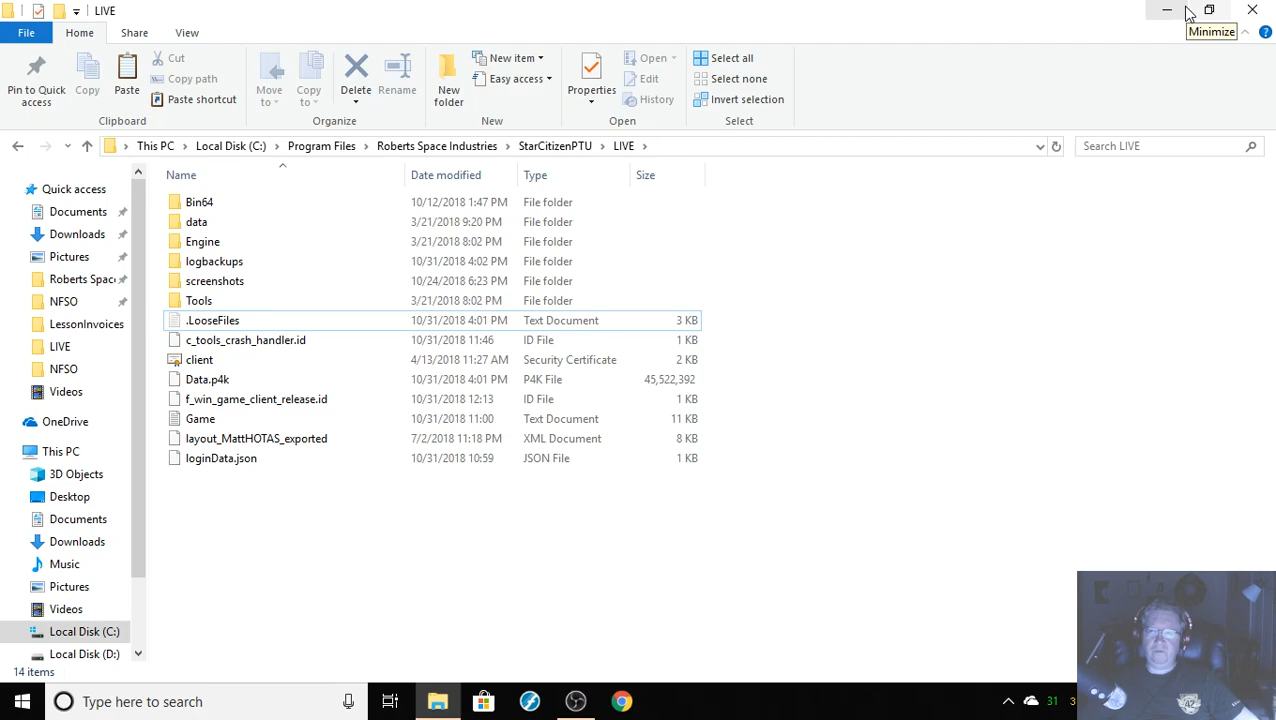 LIVE
Minimize
File Home Share View
Pin to Quick access
Copy
Paste
Cut
Copy path
Paste shortcut
Clipboard
Move to
Copy to
Delete
Rename
Organize
New folder
New item
Easy access
New
Properties
Open
Edit
History
Open
Select all
Select none
Invert selection
Select
This PC Local Disk (C:) Program Files Roberts Space Industries StarCitizenPTU LIVE
Search LIVE
Quick access
Documents
Downloads
Pictures
Roberts Spac
NFSO
LessonInvoices
LIVE
NFSO
Videos
OneDrive
This PC
3D Objects
Desktop
Documents
Downloads
Music
Pictures
Videos
Local Disk (C:)
Local Disk (D:)
Name Date modified Type Size
Bin64 10/12/2018 1:47 PM File folder
data 3/21/2018 9:20 PM File folder
Engine 3/21/2018 8:02 PM File folder
logbackups 10/31/2018 4:02 PM File folder
screenshots 10/24/2018 6:23 PM File folder
Tools 3/21/2018 8:02 PM File folder
.LooseFiles 10/31/2018 4:01 PM Text Document 3 KB
c_tools_crash_handler.id 10/31/2018 11:46 ID File 1 KB
client 4/13/2018 11:27 AM Security Certificate 2 KB
Data.p4k 10/31/2018 4:01 PM P4K File 45,522,392
f_win_game_client_release.id 10/31/2018 12:13 ID File 1 KB
Game 10/31/2018 11:00 Text Document 11 KB
layout_MattHOTAS_exported 7/2/2018 11:18 PM XML Document 8 KB
loginData.json 10/31/2018 10:59 JSON File 1 KB
14 items
Type here to search
31
42